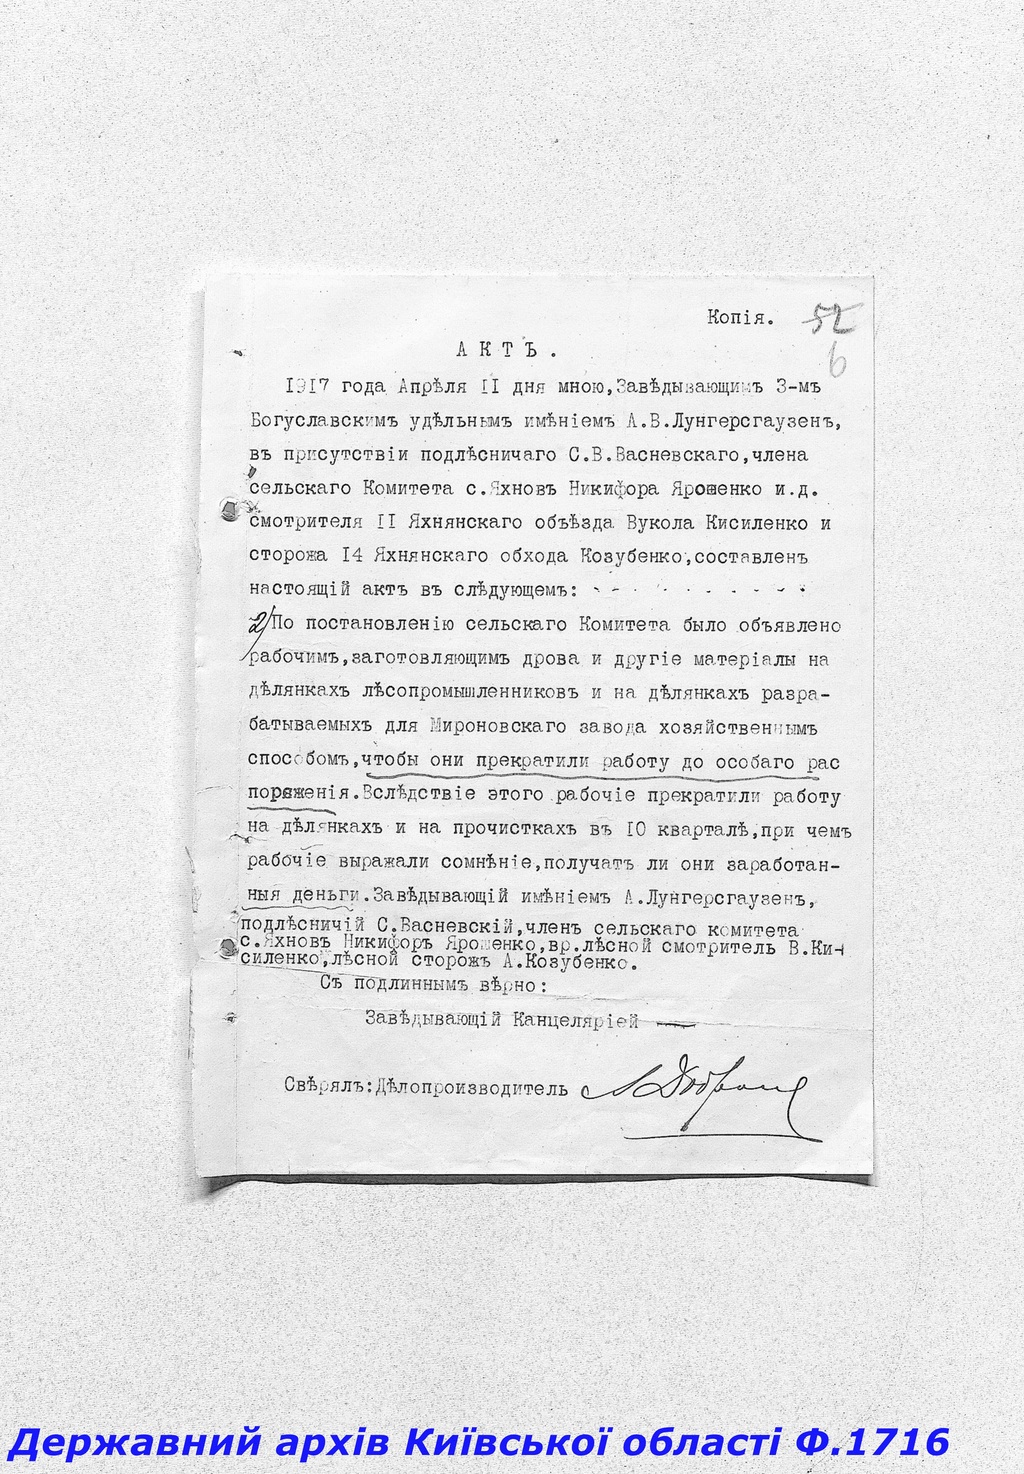 Копія.
52
6
АКТЪ.
1917 года Апрѣля II дня мною,Завѣдывающимъ 3-мъ
Богуславскимъ удѣльнымъ имѣніемъ А.В.Лунгерсгаузенъ,
въ присутствіи подлѣсничаго С.В.Васневскаго,члена
сельскаго Комитета с.Яхновъ Никифора Ярошенко и.д.
смотрителя II Яхнянскаго объѣзда Вукола Кисиленко и
сторожа I4 Яхнянскаго обхода Козубенко,составленъ
настоящій актъ въ слѣдующемъ:
2/По постановленію сельскаго Комитета было объявлено
рабочимъ,заготовляющимъ дрова и другіе матеріалы на
дѣлянкахъ лѣсопромышленниковъ и на дѣлянкахъ разра-
батываемыхъ для Мироновскаго завода хозяйственнымъ
способомъ,чтобы они прекратили работу до особаго рас
поряженія.Вслѣдствіе этого рабочіе прекратили работу
на дѣлянкахъ и на прочисткахъ въ I0 кварталѣ,при чемъ
рабочіе выражали сомнѣніе,получатъ ли они заработан-
ныя деньги.Завѣдывающій имѣніемъ А.Лунгерсгаузенъ,
подлѣсничій С.Васневскій,членъ сельскаго комитета
с.Яхновъ Никифоръ Ярошенко,вр.лѣсной смотритель В.Ки-
силенко,лѣсной сторожъ А.Козубенко.
Съ подлиннымъ вѣрно:
Завѣдывающій Канцеляріей
Свѣрялъ:Дѣлопроизводитель
Державний архів Київської області Ф.1716